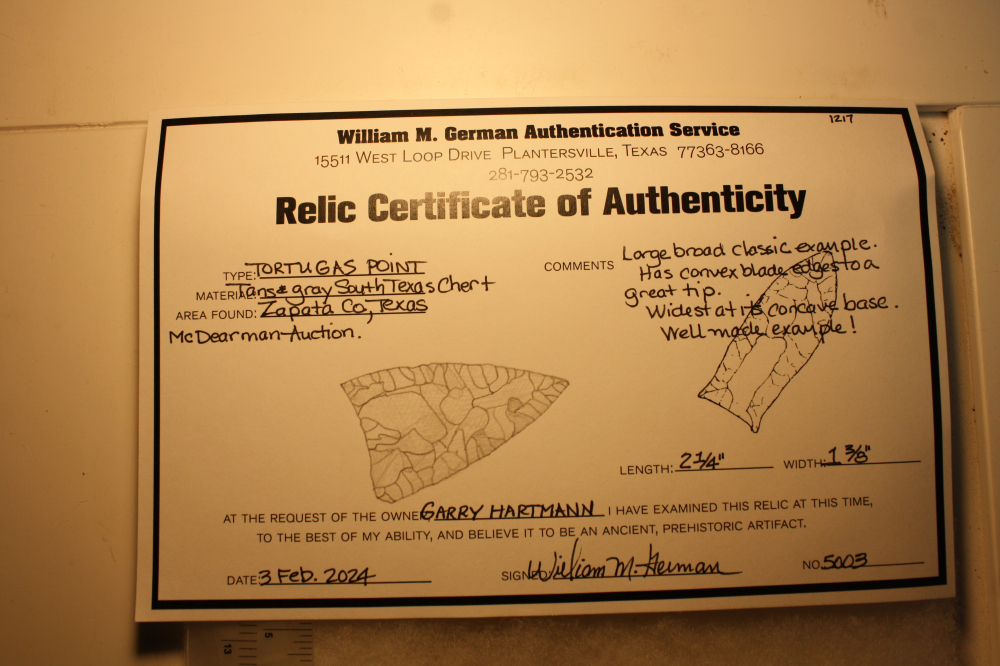 1217
William M. German Authentication Service
15511 West Loop Drive Plantersville, Texas 77363-8166
281-793-2532
Relic Certificate of Authenticity
TYPE: TORTUGAS POINT
MATERIAL: Tans & gray South Texas Chert
AREA FOUND: Zapata Co, Texas
McDearman-Auction.
COMMENTS Large broad classic example.
Has convex blade edges to a
great tip.
Widest at its concave base.
Well made example!
LENGTH: 2 1/4" WIDTH: 1 3/8"
AT THE REQUEST OF THE OWNER GARRY HARTMANN I HAVE EXAMINED THIS RELIC AT THIS TIME,
TO THE BEST OF MY ABILITY, AND BELIEVE IT TO BE AN ANCIENT, PREHISTORIC ARTIFACT.
DATE 3 Feb. 2024 SIGNED William M. German NO. 5003
13 5